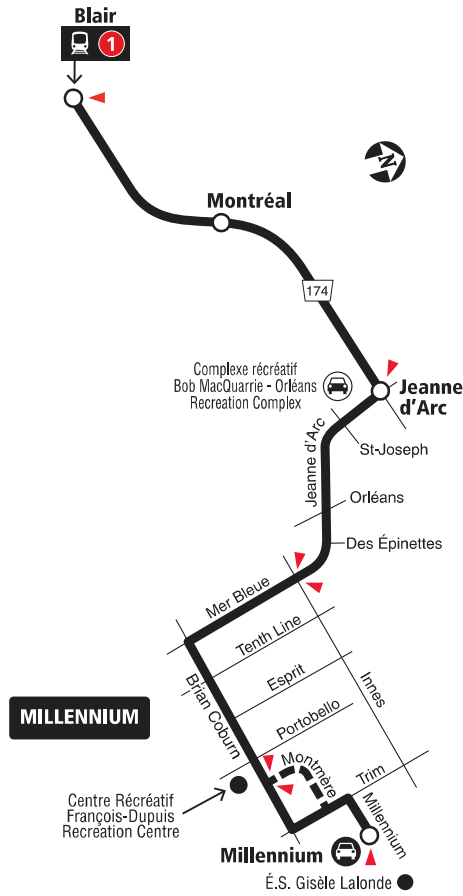 Blair
1
N
Montréal
174
Complexe récréatif
Bob MacQuarrie - Orléans
Recreation Complex
Jeanne
d'Arc
Jeanne d'Arc
St-Joseph
Orléans
Des Épinettes
Mer Bleue
Tenth Line
Esprit
Innes
Brian Coburn
Portobello
MILLENNIUM
Montmère
Trim
Millennium
Centre Récréatif
François-Dupuis
Recreation Centre
Millennium
É.S. Gisèle Lalonde